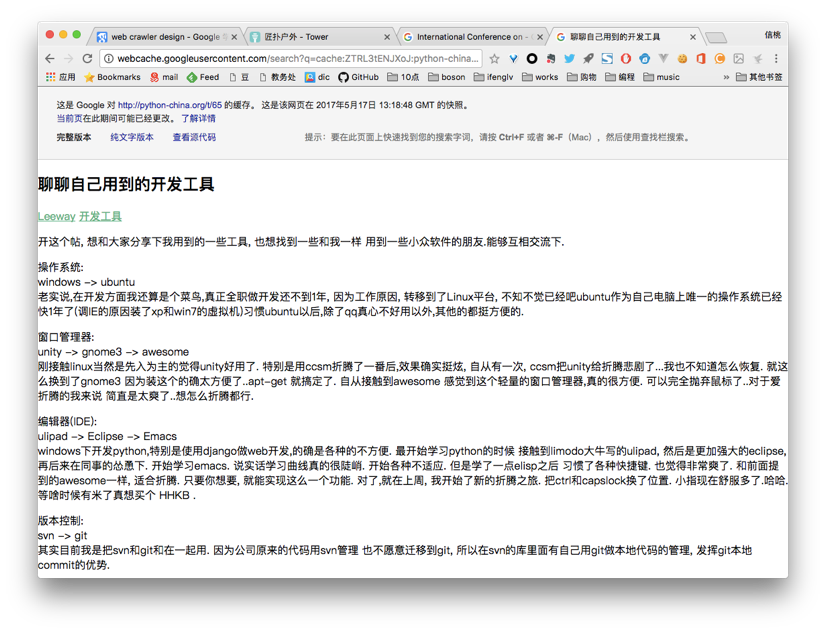 web crawler design - Google
匠扑户外 - Tower
International Conference on -
聊聊自己用到的开发工具
信桃
webcache.googleusercontent.com/search?q=cache:ZTRL3tENJXoJ:python-china...
应用 Bookmarks mail Feed 豆 教务处 dic GitHub 10点 boson ifenglv works 购物 编程 music » 其他书签
这是 Google 对 http://python-china.org/t/65 的缓存。 这是该网页在 2017年5月17日 13:18:48 GMT 的快照。
当前页在此期间可能已经更改。 了解详情
完整版本 纯文字版本 查看源代码 提示：要在此页面上快速找到您的搜索字词，请按 Ctrl+F 或者 ⌘-F（Mac），然后使用查找栏搜索。
聊聊自己用到的开发工具
Leeway 开发工具
开这个帖, 想和大家分享下我用到的一些工具, 也想找到一些和我一样 用到一些小众软件的朋友.能够互相交流下.
操作系统:
windows -> ubuntu
老实说,在开发方面我还算是个菜鸟,真正全职做开发还不到1年, 因为工作原因, 转移到了Linux平台, 不知不觉已经吧ubuntu作为自己电脑上唯一的操作系统已经
快1年了(调IE的原因装了xp和win7的虚拟机)习惯ubuntu以后,除了qq真心不好用以外,其他的都挺方便的.
窗口管理器:
unity -> gnome3 -> awesome
刚接触linux当然是先入为主的觉得unity好用了. 特别是用ccsm折腾了一番后,效果确实挺炫, 自从有一次, ccsm把unity给折腾悲剧了...我也不知道怎么恢复. 就这
么换到了gnome3 因为装这个的确太方便了..apt-get 就搞定了. 自从接触到awesome 感觉到这个轻量的窗口管理器,真的很方便. 可以完全抛弃鼠标了..对于爱
折腾的我来说 简直是太爽了..想怎么折腾都行.
编辑器(IDE):
ulipad -> Eclipse -> Emacs
windows下开发python,特别是使用django做web开发,的确是各种的不方便. 最开始学习python的时候 接触到limodo大牛写的ulipad, 然后是更加强大的eclipse,
再后来在同事的怂恿下. 开始学习emacs. 说实话学习曲线真的很陡峭. 开始各种不适应. 但是学了一点elisp之后 习惯了各种快捷键. 也觉得非常爽了. 和前面提
到的awesome一样, 适合折腾. 只要你想要, 就能实现这么一个功能. 对了,就在上周, 我开始了新的折腾之旅. 把ctrl和capslock换了位置. 小指现在舒服多了.哈哈.
等啥时候有米了真想买个 HHKB .
版本控制:
svn -> git
其实目前我是把svn和git和在一起用. 因为公司原来的代码用svn管理 也不愿意迁移到git, 所以在svn的库里面有自己用git做本地代码的管理, 发挥git本地
commit的优势.